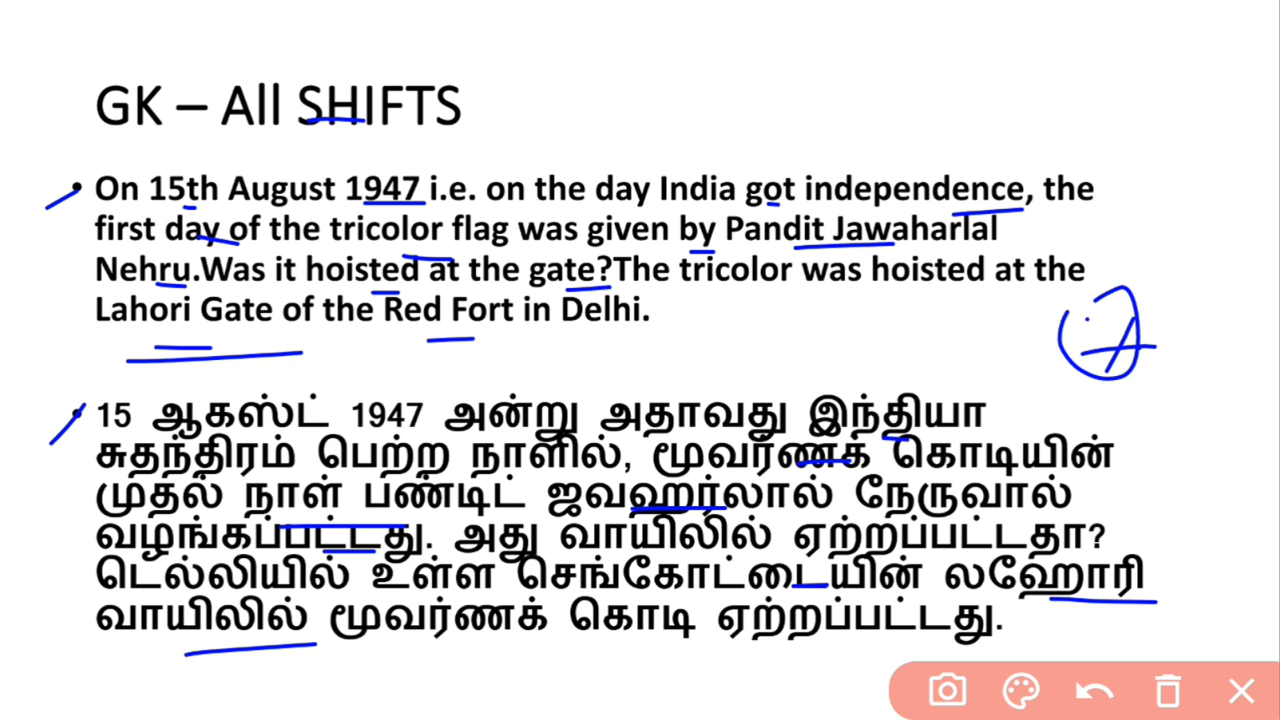 GK – All SHIFTS
• On 15th August 1947 i.e. on the day India got independence, the
first day of the tricolor flag was given by Pandit Jawaharlal
Nehru.Was it hoisted at the gate?The tricolor was hoisted at the
Lahori Gate of the Red Fort in Delhi.
• 15 ஆகஸ்ட் 1947 அன்று அதாவது இந்தியா
சுதந்திரம் பெற்ற நாளில், மூவர்ணக் கொடியின்
முதல் நாள் பண்டிட் ஜவஹர்லால் நேருவால்
வழங்கப்பட்டது. அது வாயிலில் ஏற்றப்பட்டதா?
டெல்லியில் உள்ள செங்கோட்டையின் லஹோரி
வாயிலில் மூவர்ணக் கொடி ஏற்றப்பட்டது.